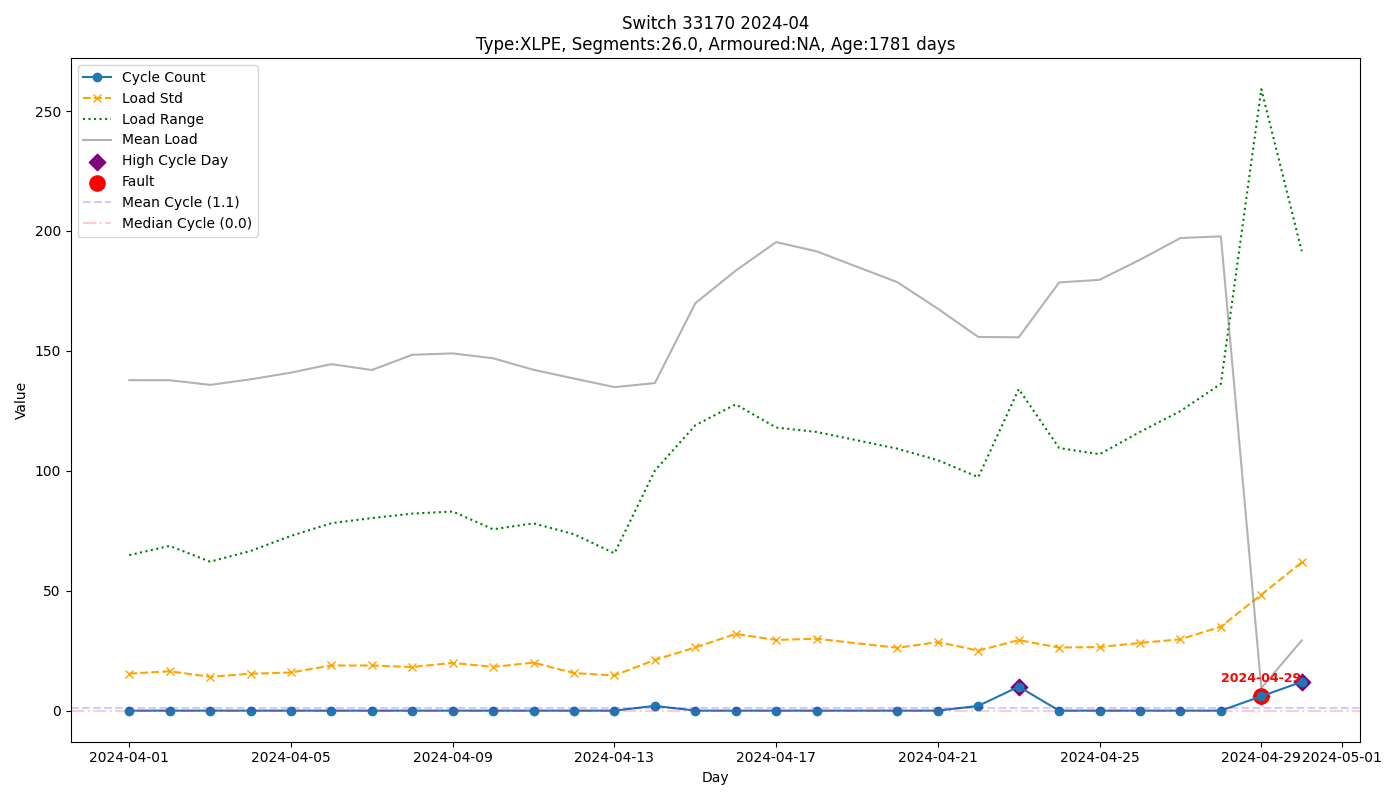 Switch 33170 2024-04
Type:XLPE, Segments:26.0, Armoured:NA, Age:1781 days
Cycle Count
Load Std
Load Range
Mean Load
High Cycle Day
Fault
Mean Cycle (1.1)
Median Cycle (0.0)
250
200
150
100
50
0
Value
2024-04-29
2024-04-01 2024-04-05 2024-04-09 2024-04-13 2024-04-17 2024-04-21 2024-04-25 2024-04-29 2024-05-01
Day